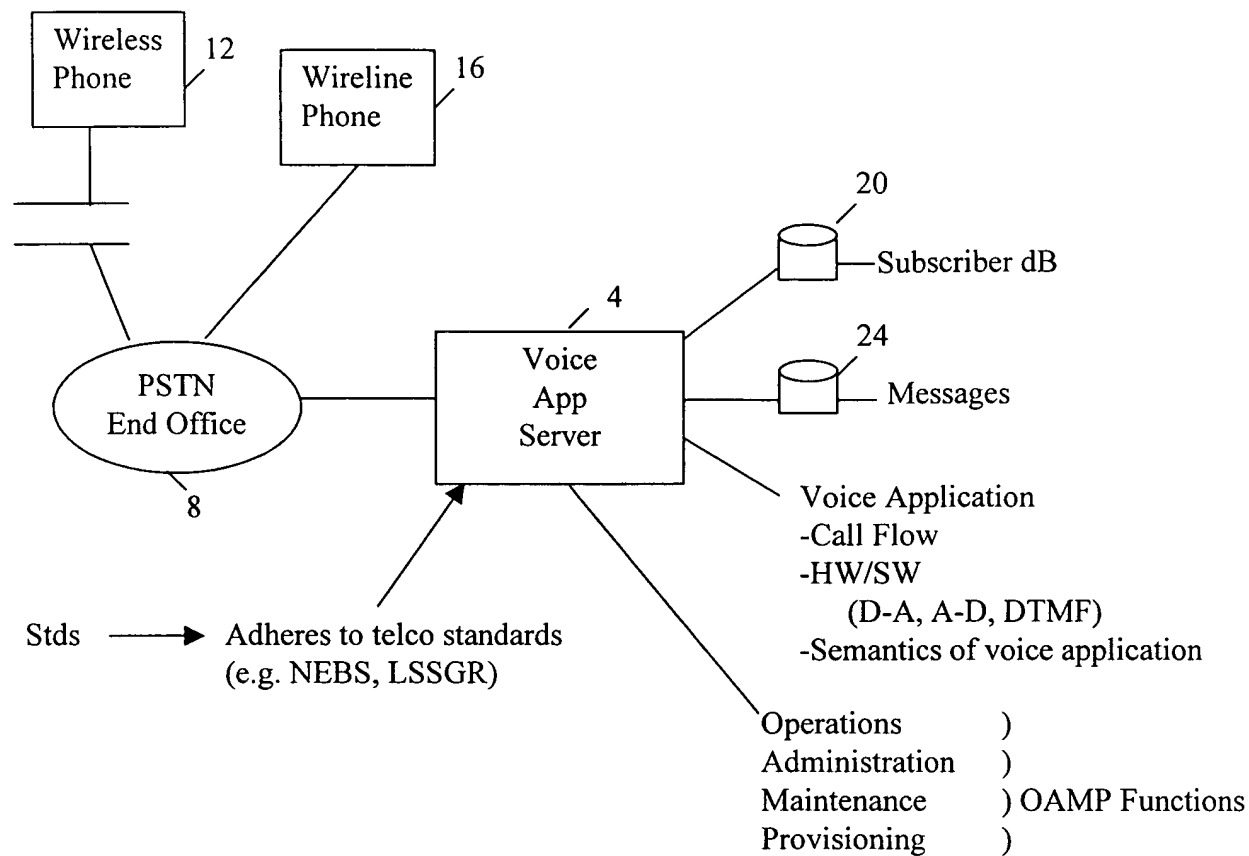 Wireless
Phone
12
Wireline
Phone
16
20
Subscriber dB
4
Voice
App
Server
24
Messages
PSTN
End Office
8
Voice Application
-Call Flow
-HW/SW
(D-A, A-D, DTMF)
-Semantics of voice application
Stds
Adheres to telco standards
(e.g. NEBS, LSSGR)
Operations )
Administration )
Maintenance ) OAMP Functions
Provisioning )